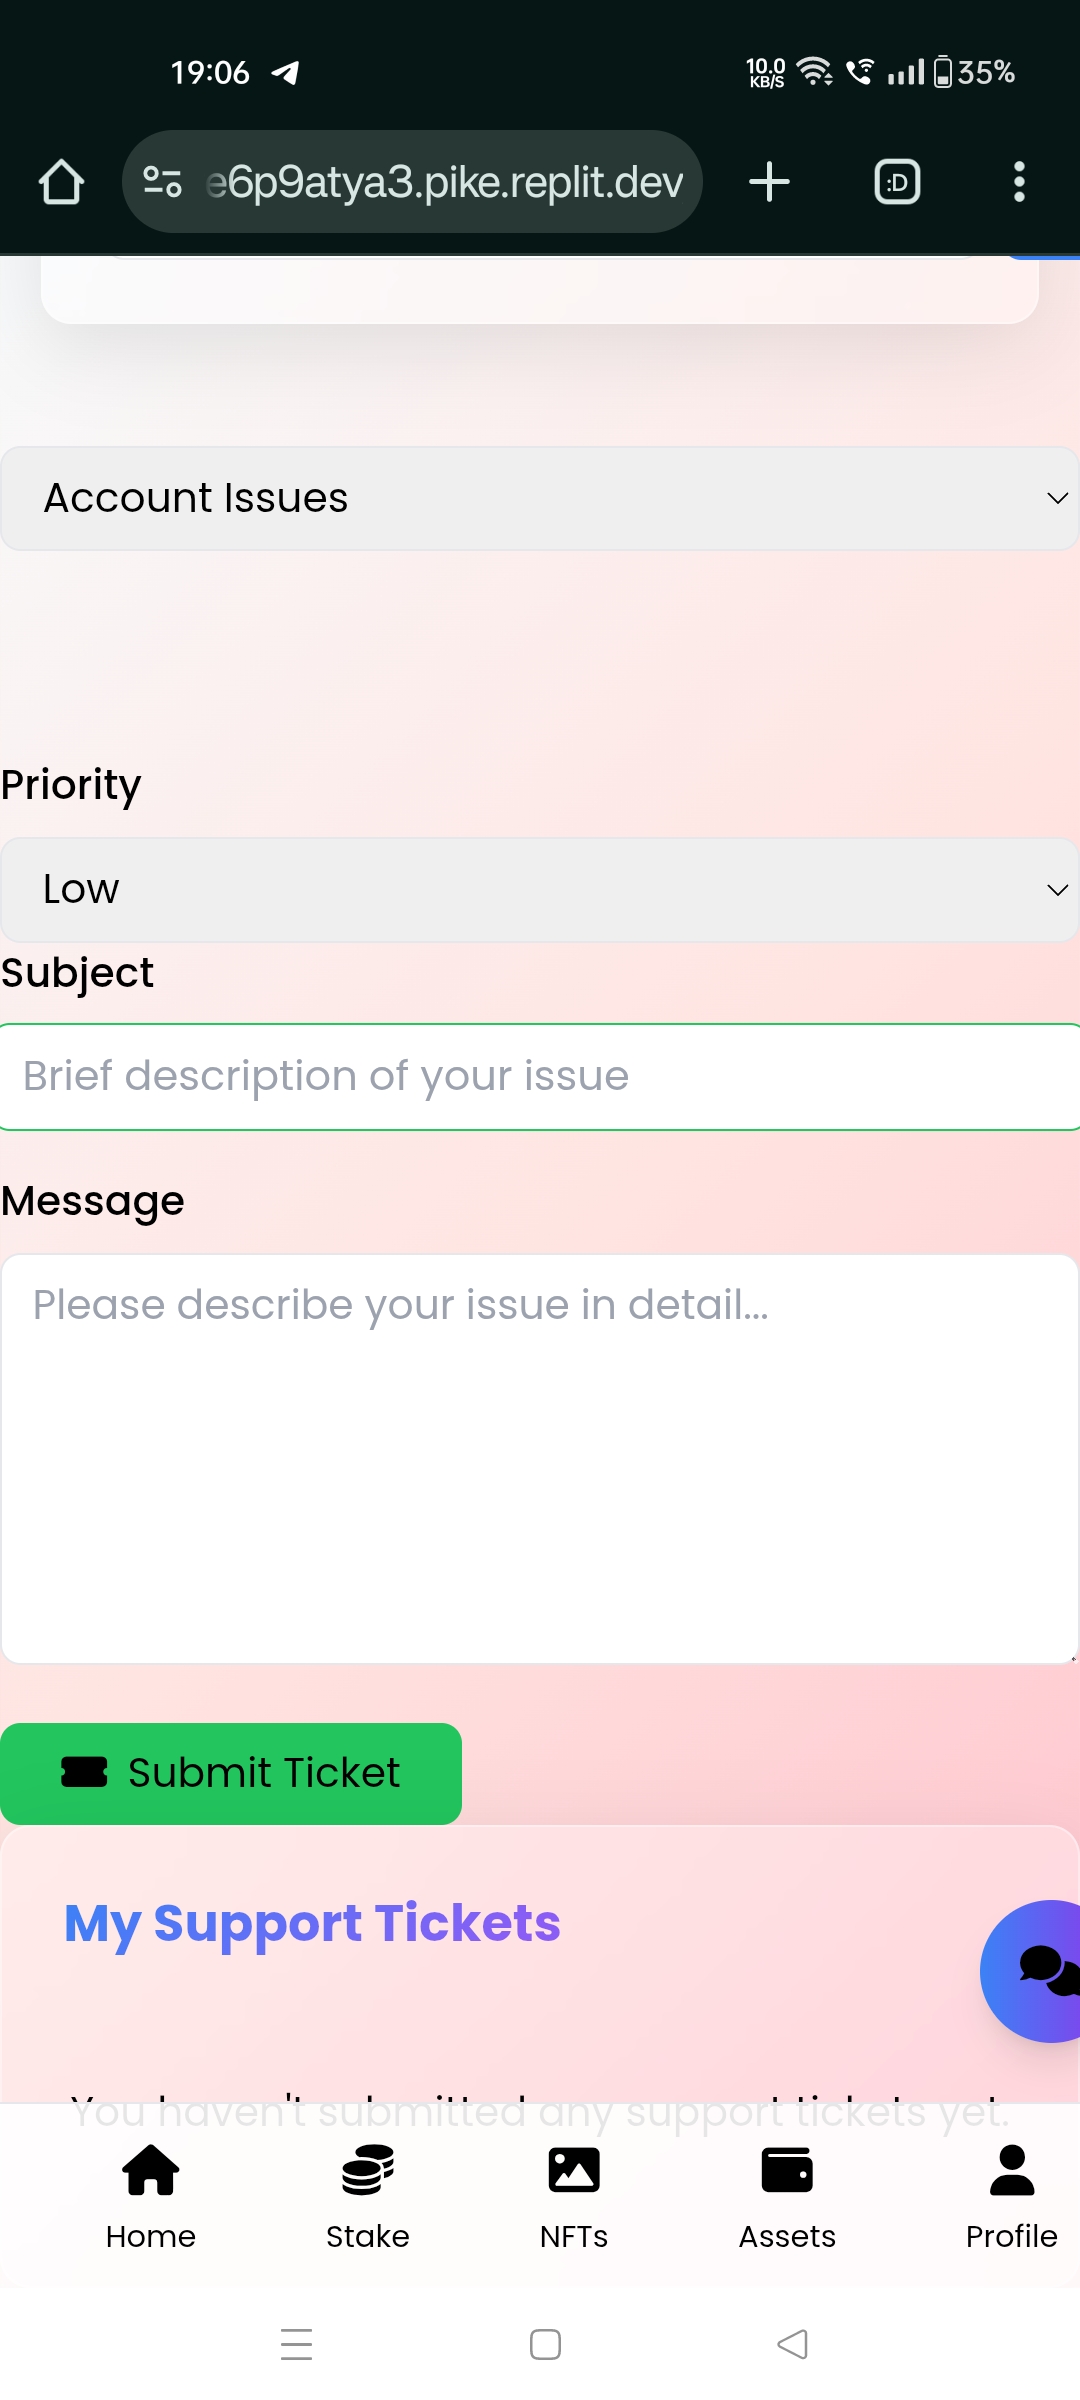 19:06
10.0
KB/S
35%
e6p9atya3.pike.replit.dev
:D
Account Issues
Priority
Low
Subject
Brief description of your issue
Message
Please describe your issue in detail...
Submit Ticket
My Support Tickets
You haven't submitted any support tickets yet.
Home
Stake
NFTs
Assets
Profile